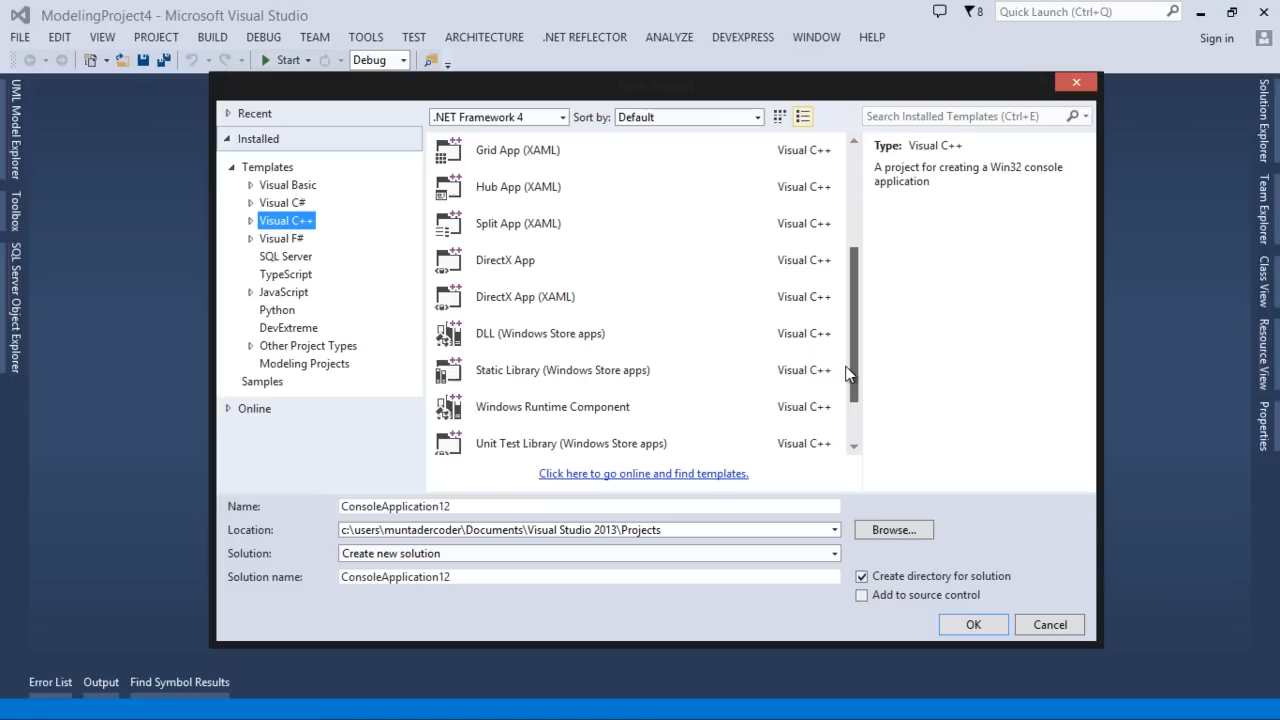 ModelingProject4 - Microsoft Visual Studio
8
Quick Launch (Ctrl+Q)
FILE EDIT VIEW PROJECT BUILD DEBUG TEAM TOOLS TEST ARCHITECTURE .NET REFLECTOR ANALYZE DEVEXPRESS WINDOW HELP
Sign in
Start
Debug
UML Model Explorer
Toolbox
SQL Server Object Explorer
Recent
Installed
Templates
Visual Basic
Visual C#
Visual C++
Visual F#
SQL Server
TypeScript
JavaScript
Python
DevExtreme
Other Project Types
Modeling Projects
Samples
Online
.NET Framework 4
Sort by: Default
Grid App (XAML) Visual C++
Hub App (XAML) Visual C++
Split App (XAML) Visual C++
DirectX App Visual C++
DirectX App (XAML) Visual C++
DLL (Windows Store apps) Visual C++
Static Library (Windows Store apps) Visual C++
Windows Runtime Component Visual C++
Unit Test Library (Windows Store apps) Visual C++
Click here to go online and find templates.
Search Installed Templates (Ctrl+E)
Type: Visual C++
A project for creating a Win32 console
application
Name: ConsoleApplication12
Location: c:\users\muntadercoder\Documents\Visual Studio 2013\Projects
Browse...
Solution: Create new solution
Solution name: ConsoleApplication12
Create directory for solution
Add to source control
OK
Cancel
Solution Explorer
Team Explorer
Class View
Resource View
Properties
Error List Output Find Symbol Results